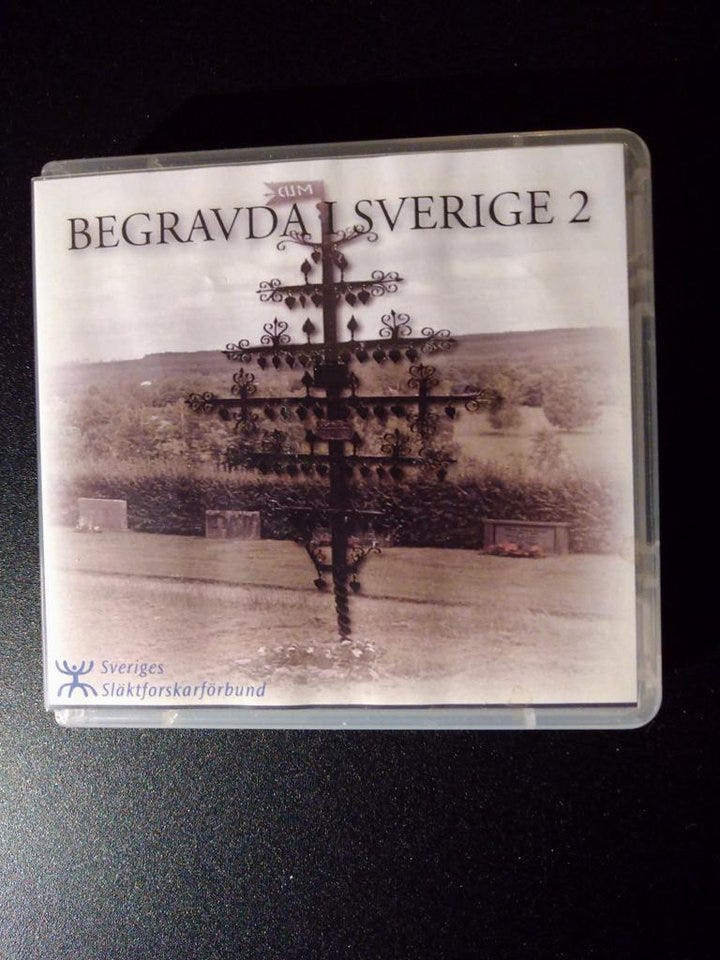 BEGRAVDA I SVERIGE 2
Sveriges
Släktforskarförbund